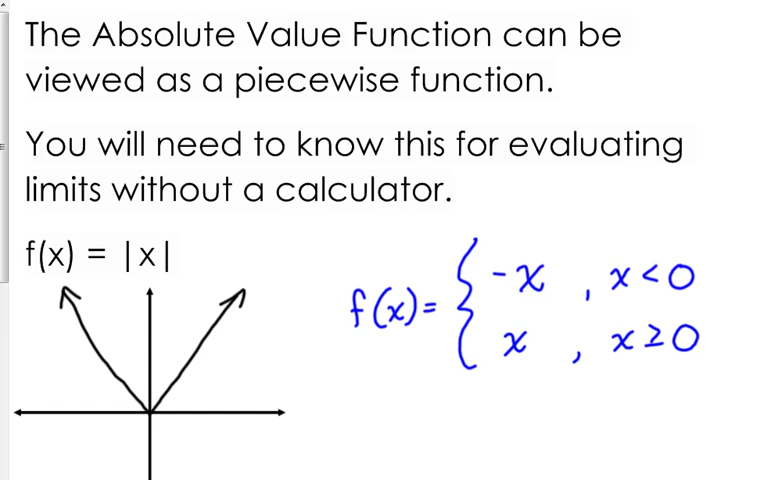 The Absolute Value Function can be
viewed as a piecewise function.
You will need to know this for evaluating
limits without a calculator.
f(x) = |x|
f(x)= { -x , x<0
x , x≥0